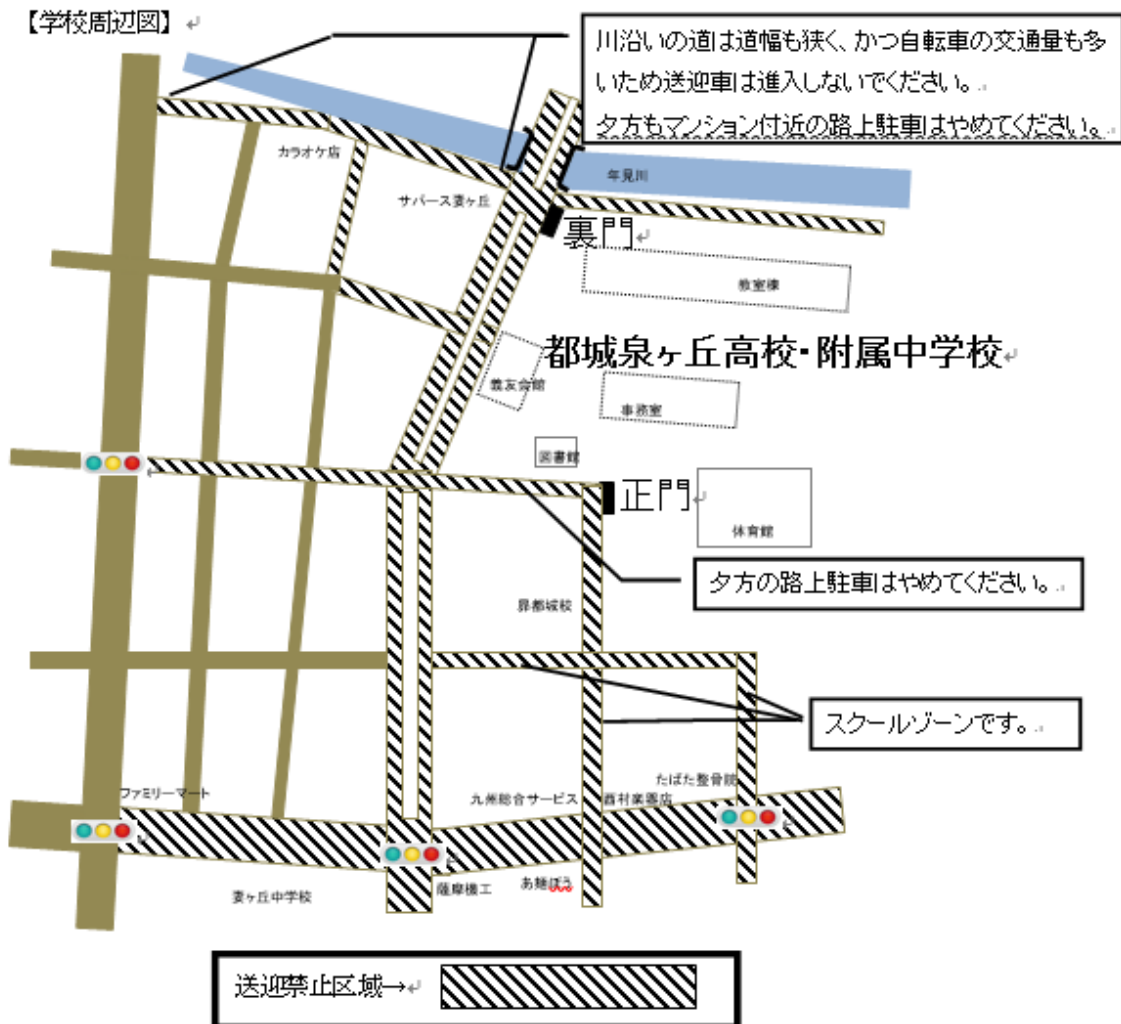 【学校周辺図】
川沿いの道は道幅も狭く、かつ自転車の交通量も多
いため送迎車は進入しないでください。
夕方もマンション付近の路上駐車はやめてください。
カラオケ店
年見川
サバース妻ヶ丘
裏門
教室棟
都城泉ヶ丘高校・附属中学校
義友会館
事務室
図書館
正門
体育館
夕方の路上駐車はやめてください。
昴都城校
スクールゾーンです。
たばた整骨院
ファミリーマート
九州総合サービス
西村楽器店
妻ヶ丘中学校
薩摩機工
あ麺ぼう
送迎禁止区域→